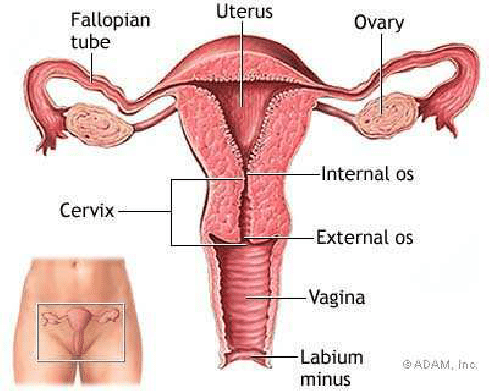 Fallopian
tube
Uterus
Ovary
Internal os
Cervix
External os
Vagina
Labium
minus
©ADAM, Inc.